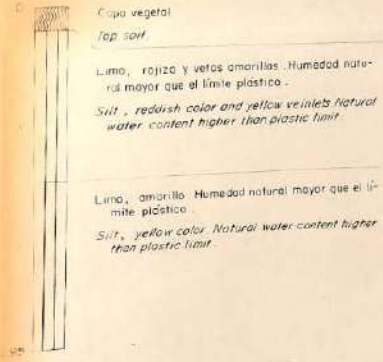 0
Capa vegetal
Top soil
Limo, rojizo y vetas amarillas. Humedad natu-
ral mayor que el límite plástico.
Silt, reddish color and yellow veinlets Natural
water content higher than plastic limit
Limo, amarillo Humedad natural mayor que el lí-
mite plástico.
Silt, yellow color. Natural water content higher
than plastic limit.